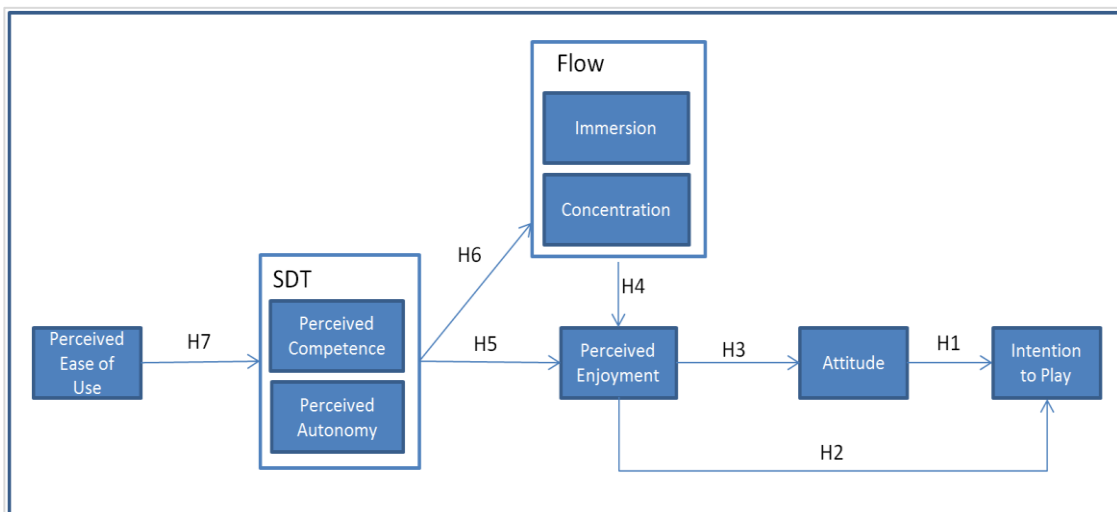 Flow
Immersion
Concentration
H6
H4
SDT
Perceived
Competence
Perceived
Autonomy
Perceived
Ease of
Use
H7
H5
Perceived
Enjoyment
H3
Attitude
H1
Intention
to Play
H2